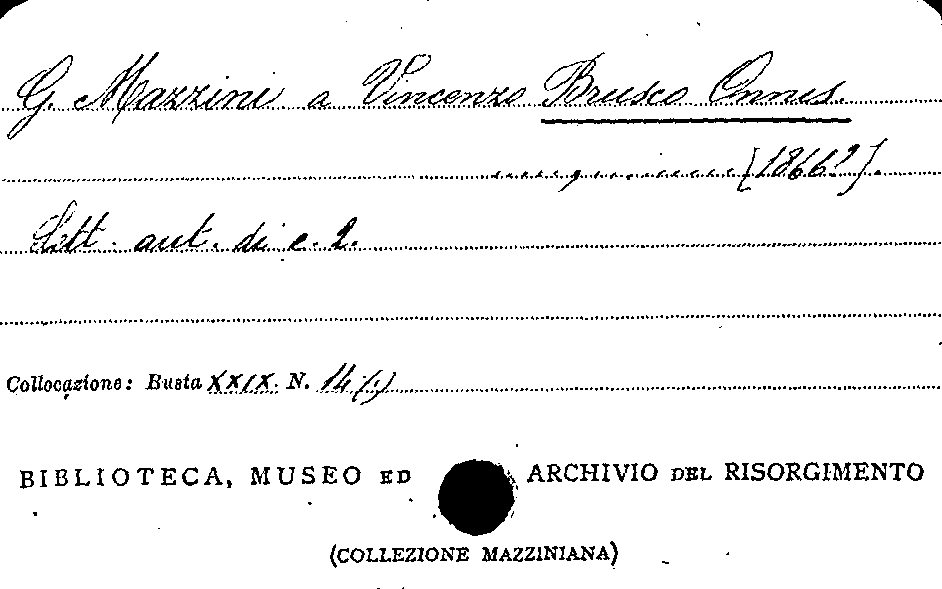 G. Mazzini a Vincenzo Brusco Onnis.
[1866?].
Lett. aut. di c. 2.
Collocazione: Busta XXIX. N. 14(1)
BIBLIOTECA, MUSEO ED ARCHIVIO DEL RISORGIMENTO
(COLLEZIONE MAZZINIANA)